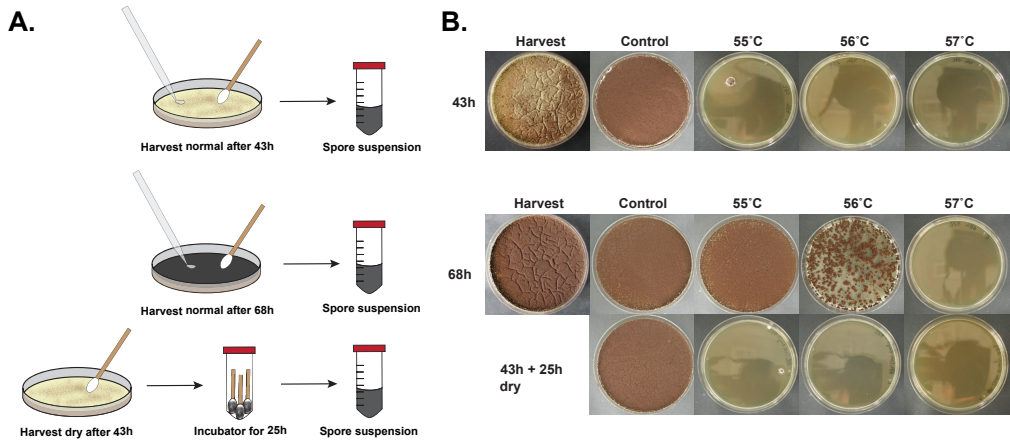 A.
Harvest normal after 43h
Spore suspension
Harvest normal after 68h
Spore suspension
Harvest dry after 43h
Incubator for 25h
Spore suspension
B.
Harvest Control 55˚C 56˚C 57˚C
43h
Harvest Control 55˚C 56˚C 57˚C
68h
43h + 25h
dry